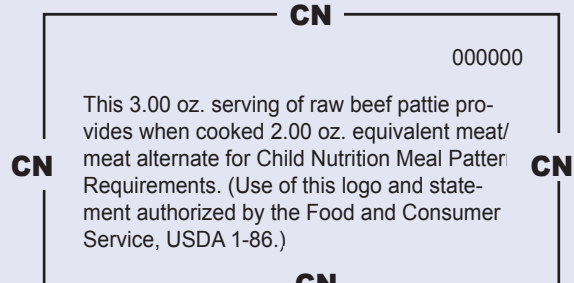 CN
000000
This 3.00 oz. serving of raw beef pattie pro-
vides when cooked 2.00 oz. equivalent meat/
CN meat alternate for Child Nutrition Meal Pattern CN
Requirements. (Use of this logo and state-
ment authorized by the Food and Consumer
Service, USDA 1-86.)
CN